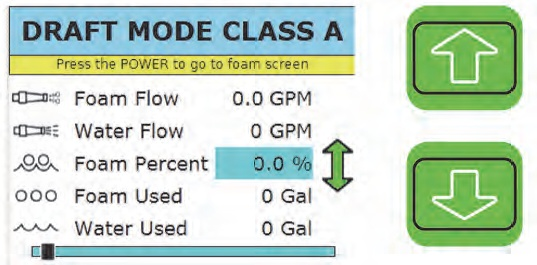 DRAFT MODE CLASS A
Press the POWER to go to foam screen
Foam Flow 0.0 GPM
Water Flow 0 GPM
Foam Percent 0.0 %
Foam Used 0 Gal
Water Used 0 Gal